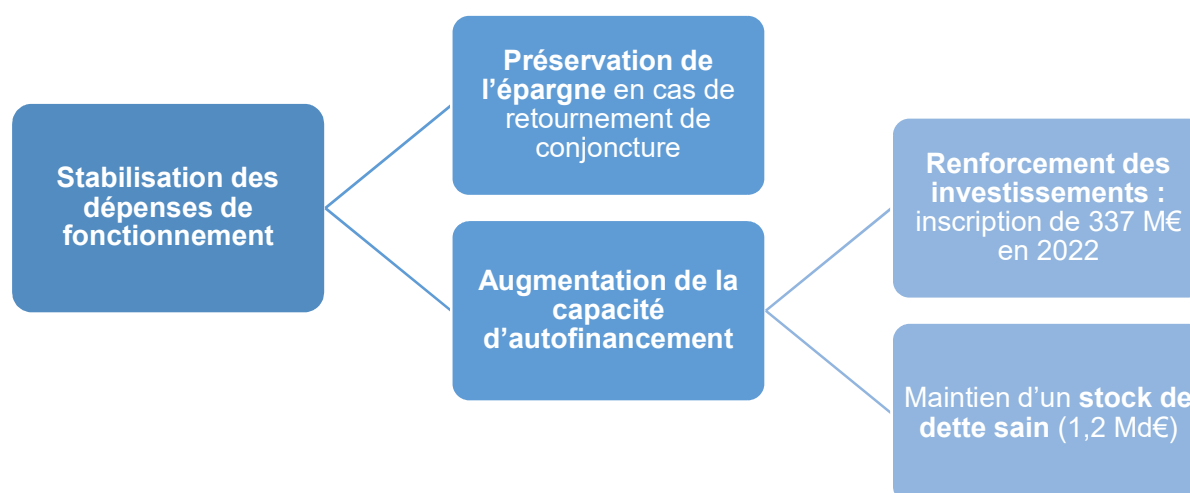 Stabilisation des
dépenses de
fonctionnement
Préservation de
l’épargne en cas de
retournement de
conjoncture
Augmentation de la
capacité
d’autofinancement
Renforcement des
investissements :
inscription de 337 M€
en 2022
Maintien d’un stock de
dette sain (1,2 Md€)